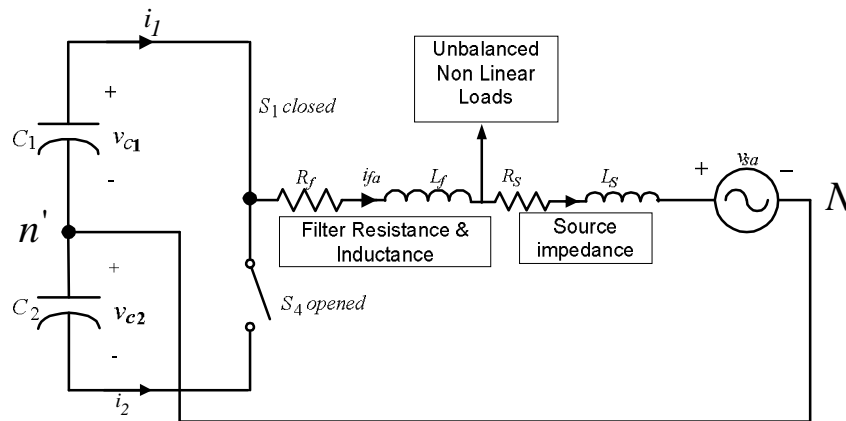 i1
Unbalanced
Non Linear
Loads
+
S1 closed
C1
vC1
-
Rf
ifa
Lf
RS
LS
+
vsa
-
N
n'
Filter Resistance &
Inductance
Source
impedance
+
C2
vc2
S4 opened
-
i2